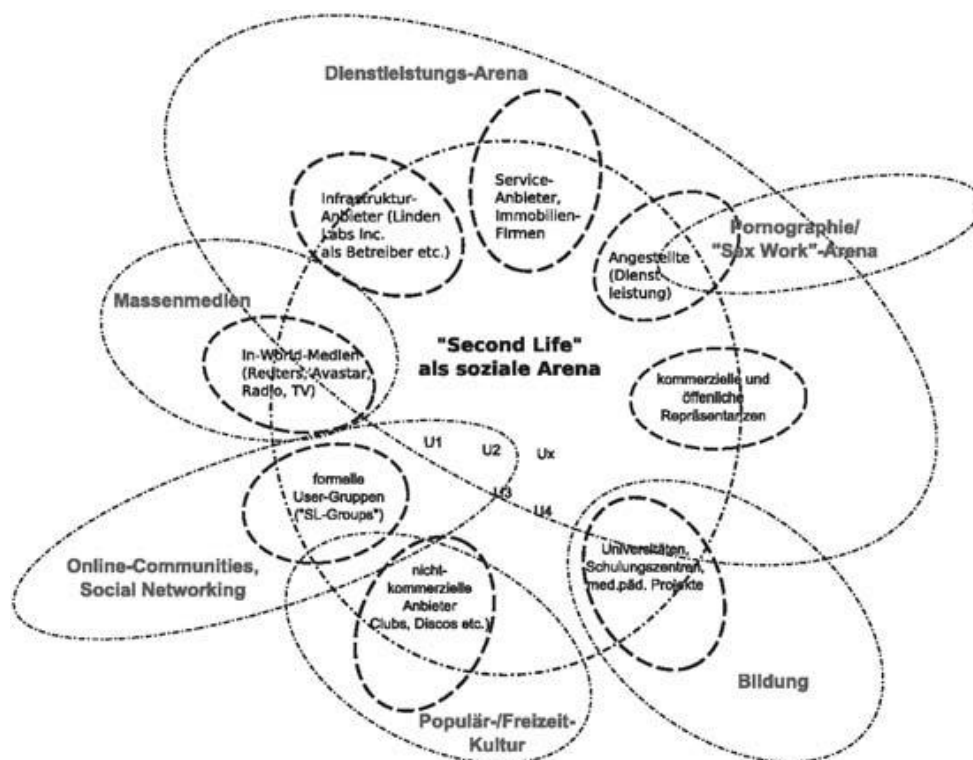 Dienstleistungs-Arena
Infrastruktur-
Anbieter (Linden
Labs Inc.
als Betreiber etc.)
Service-
Anbieter,
Immobilien-
Firmen
Angestellte
(Dienst-
leistung)
Pornographie/
"Sex Work"-Arena
Massenmedien
In-World-Medien
(Reuters, Avastar,
Radio, TV)
"Second Life"
als soziale Arena
kommerzielle und
öffenliche
Repräsentanzen
U1
U2
Ux
U3
U4
formelle
User-Gruppen
("SL-Groups")
Online-Communities,
Social Networking
nicht-
kommerzielle
Anbieter
Clubs, Discos etc.)
Universitäten,
Schulungszentren,
med.päd. Projekte
Bildung
Populär-/Freizeit-
Kultur